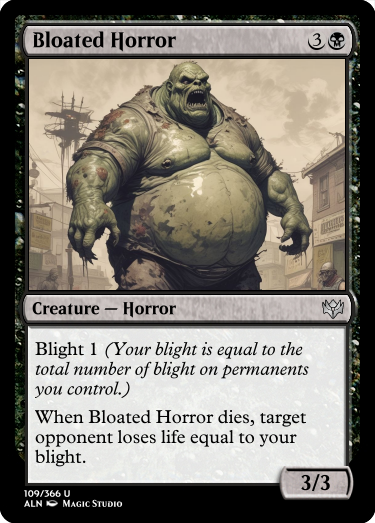 Bloated Horror 3
Creature — Horror
Blight 1 (Your blight is equal to the
total number of blight on permanents
you control.)
When Bloated Horror dies, target
opponent loses life equal to your
blight.
3/3
109/366 U
ALN Magic Studio